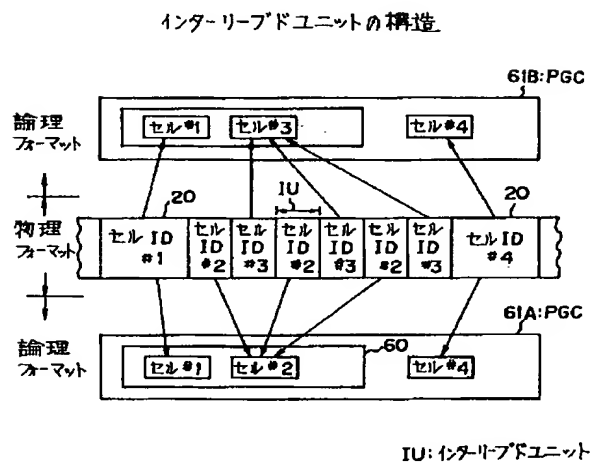 インターリーブドユニットの構造
61B:PGC
論理
フォーマット
セル#1
セル#3
セル#4
20
IU
20
物理
フォーマット
セル ID
#1
セル
ID
#2
セル
ID
#3
セル
ID
#2
セル
ID
#3
セル
ID
#2
セル
ID
#3
セル ID
#4
61A:PGC
論理
フォーマット
60
セル#1
セル#2
セル#4
IU:インターリーブドユニット